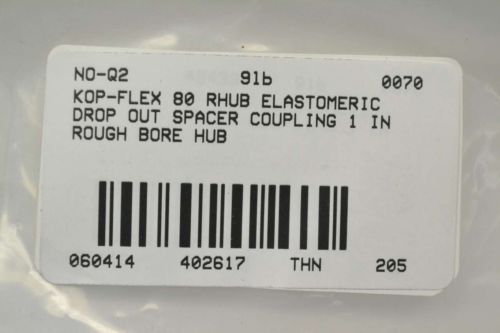 NO-Q2 91b 0070
KOP-FLEX 80 RHUB ELASTOMERIC
DROP OUT SPACER COUPLING 1 IN
ROUGH BORE HUB
060414 402617 THN 205